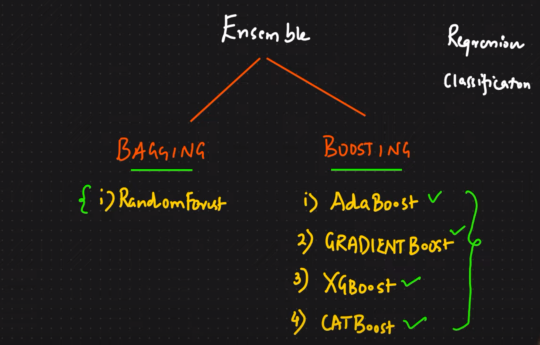 Ensemble
Regression
Classification
BAGGING
BOOSTING
{ i) RandomForest
i) AdaBoost ✓
2) GRADIENT Boost ✓
3) XGBoost ✓
4) CATBoost ✓